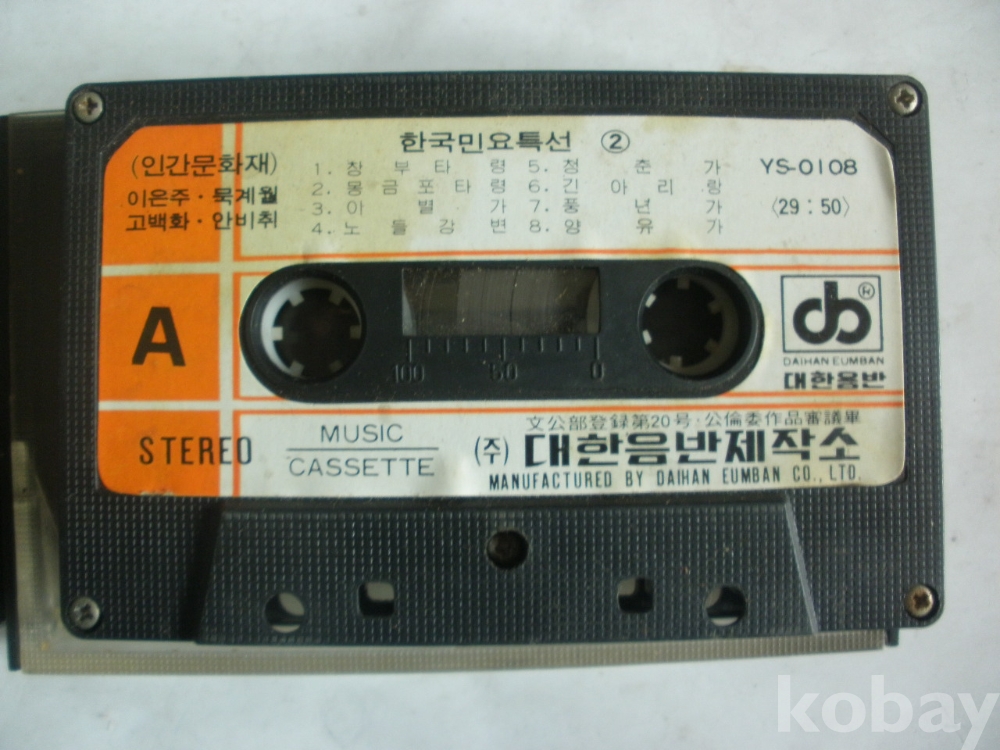 한국민요특선 ②
(인간문화재)
이은주·묵계월
고백화·안비취
1. 창부타령 5. 청춘가
2. 몽금포타령 6. 긴아리랑
3. 이별가 7. 풍년가
4. 노들강변 8. 양유가
YS-0108
〈29:50〉
A
100 50 0
db ®
DAIHAN EUMBAN
대한음반
STEREO
MUSIC
CASSETTE
文公部登録第20号·公倫委作品審議畢
(주) 대한음반제작소
MANUFACTURED BY DAIHAN EUMBAN CO., LTD.
kobay